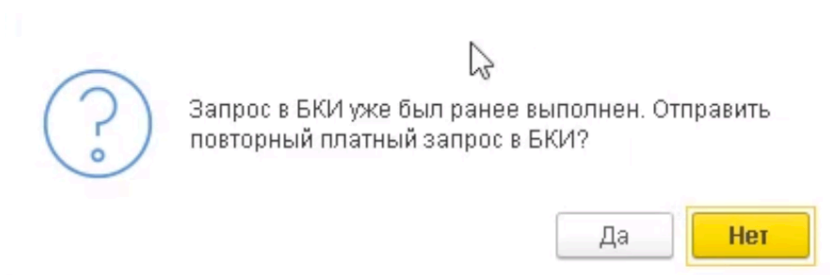 Запрос в БКИ уже был ранее выполнен. Отправить
повторный платный запрос в БКИ?
Да
Нет